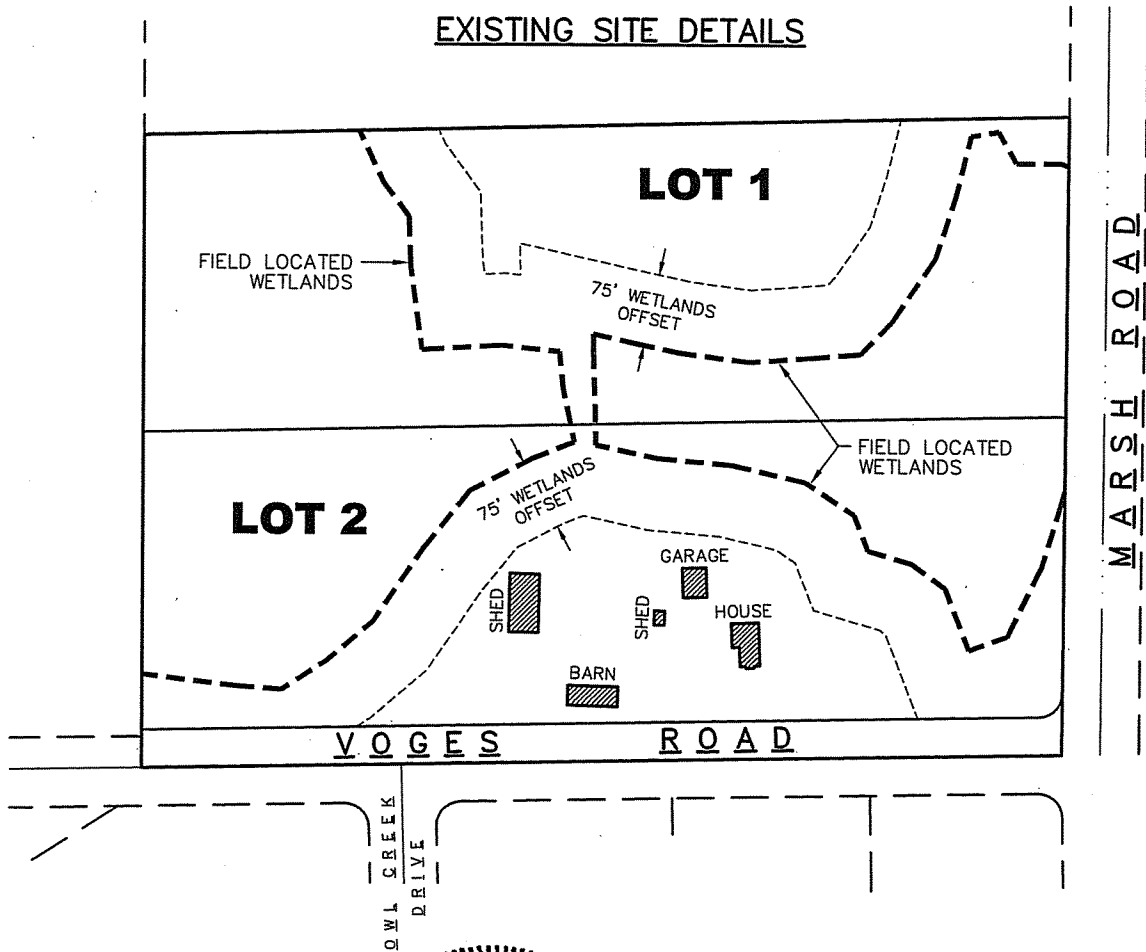 EXISTING SITE DETAILS
LOT 1
FIELD LOCATED
WETLANDS
75' WETLANDS
OFFSET
MARSH ROAD
FIELD LOCATED
WETLANDS
75' WETLANDS
OFFSET
LOT 2
GARAGE
SHED
SHED
HOUSE
BARN
VOGES ROAD
OWL CREEK
DRIVE